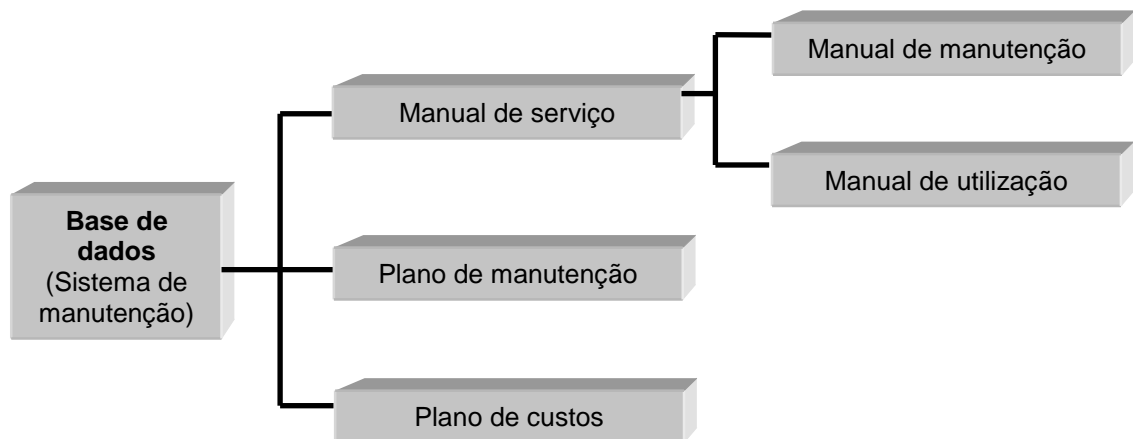 Manual de manutenção
Manual de serviço
Manual de utilização
Base de
dados
(Sistema de
manutenção)
Plano de manutenção
Plano de custos